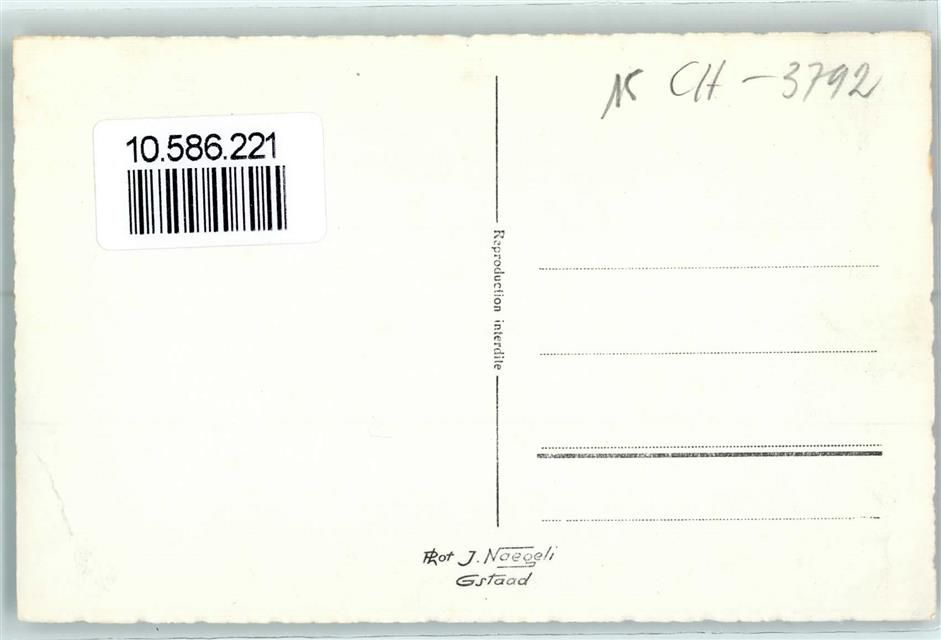 10.586.221
CH-3792
Reproduction interdite
Phot J. Naegeli
Gstaad